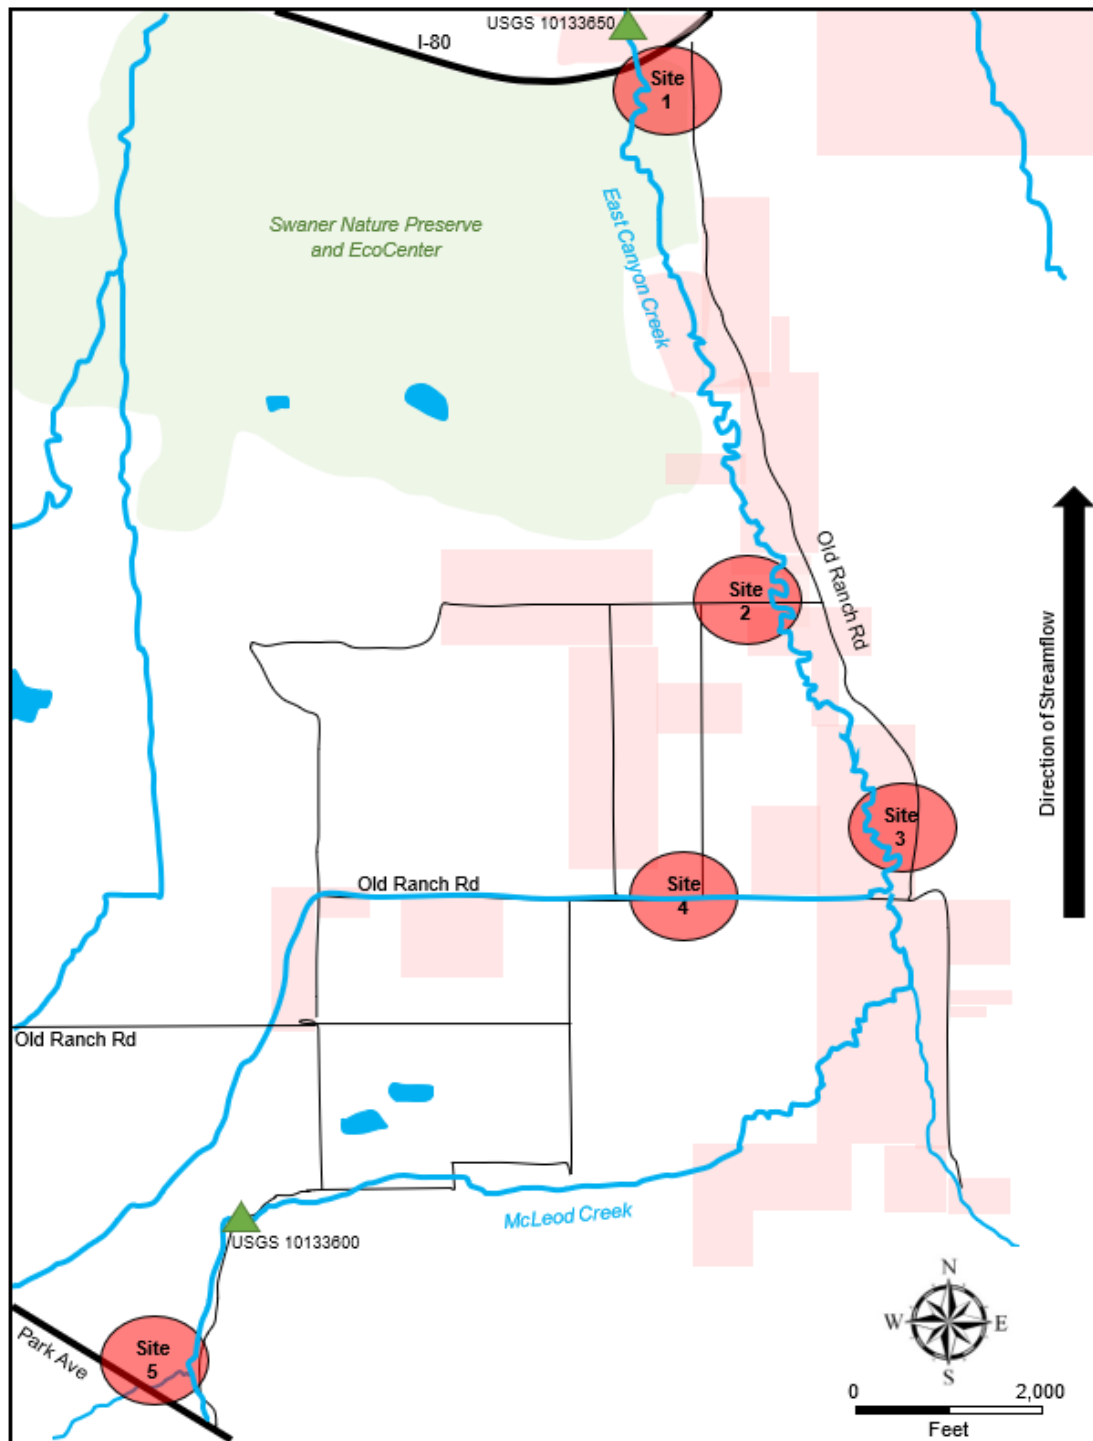 USGS 10133650
I-80
Site
1
East Canyon Creek
Swaner Nature Preserve
and EcoCenter
Old Ranch Rd
Site
2
Direction of Streamflow
Site
3
Old Ranch Rd
Site
4
Old Ranch Rd
McLeod Creek
USGS 10133600
N
W
E
S
Park Ave
Site
5
0
2,000
Feet